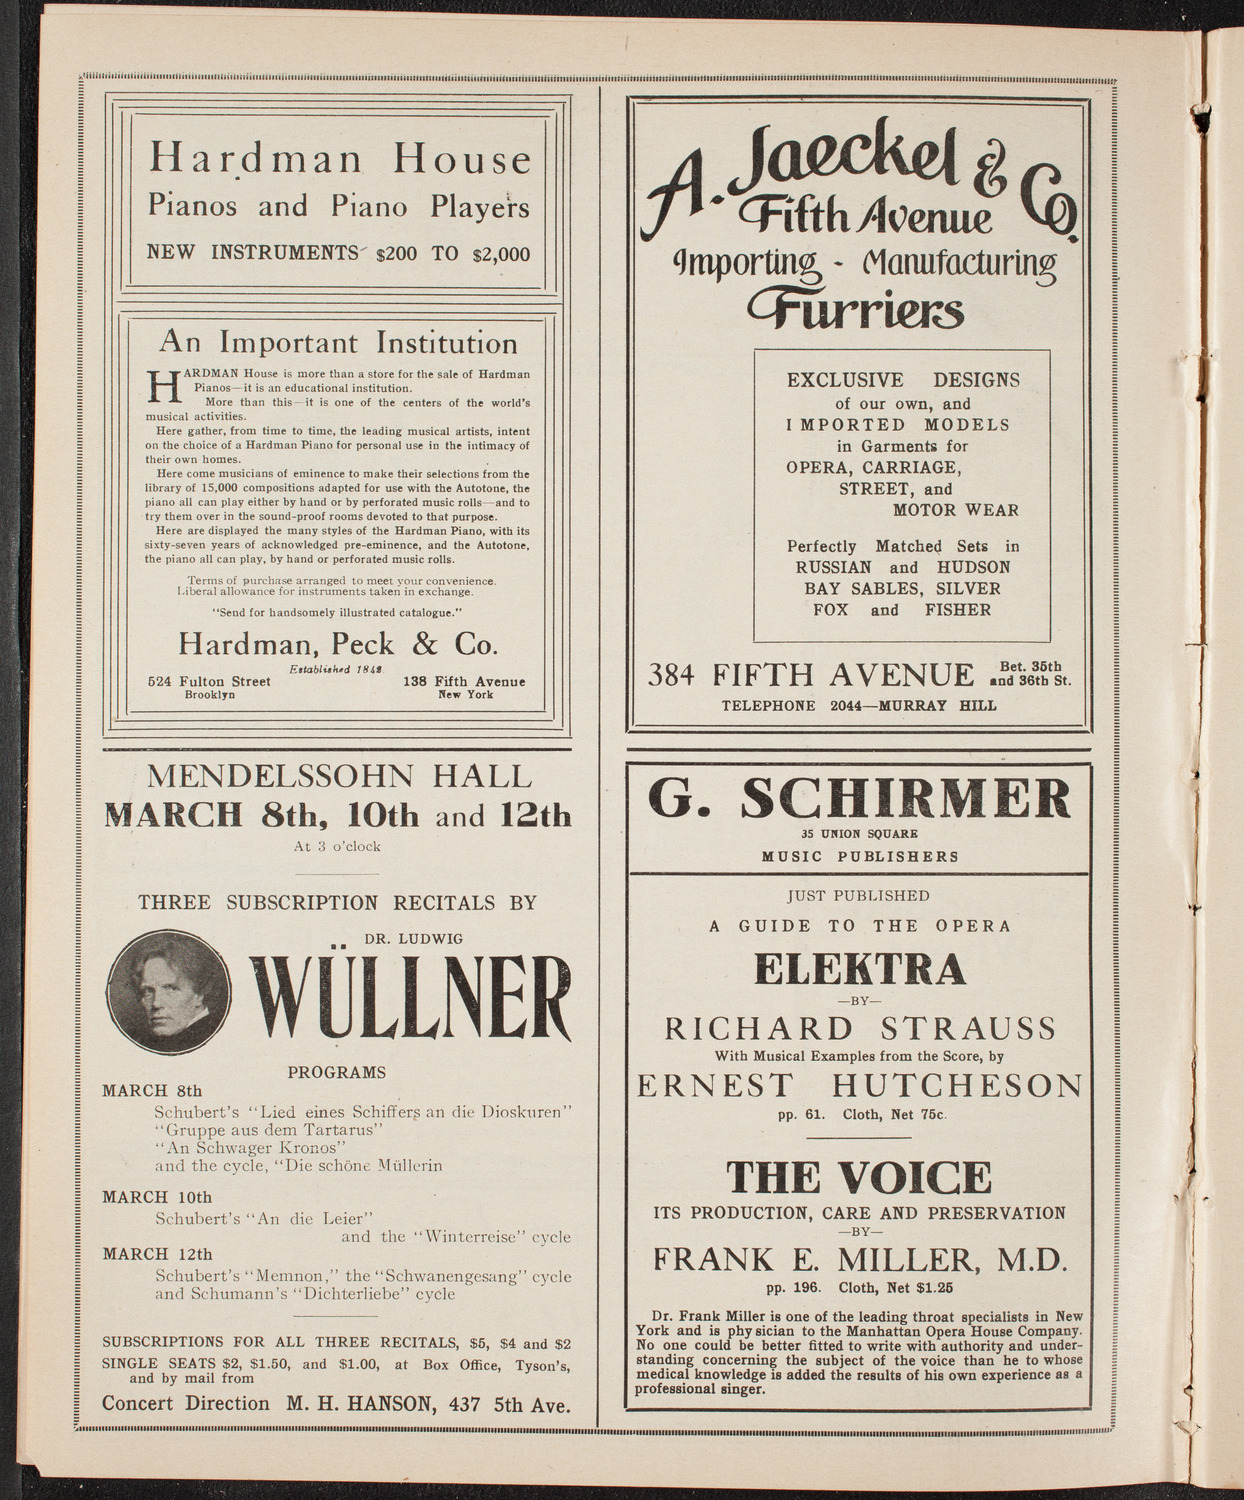 Hardman House
Pianos and Piano Players
NEW INSTRUMENTS $200 TO $2,000
An Important Institution
HARDMAN House is more than a store for the sale of Hardman
Pianos—it is an educational institution.
More than this—it is one of the centers of the world's
musical activities.
Here gather, from time to time, the leading musical artists, intent
on the choice of a Hardman Piano for personal use in the intimacy of
their own homes.
Here come musicians of eminence to make their selections from the
library of 15,000 compositions adapted for use with the Autotone, the
piano all can play either by hand or by perforated music rolls—and to
try them over in the sound-proof rooms devoted to that purpose.
Here are displayed the many styles of the Hardman Piano, with its
sixty-seven years of acknowledged pre-eminence, and the Autotone,
the piano all can play, by hand or perforated music rolls.
Terms of purchase arranged to meet your convenience.
Liberal allowance for instruments taken in exchange.
"Send for handsomely illustrated catalogue."
Hardman, Peck & Co.
Established 1842
524 Fulton Street 138 Fifth Avenue
Brooklyn New York
MENDELSSOHN HALL
MARCH 8th, 10th and 12th
At 3 o'clock
THREE SUBSCRIPTION RECITALS BY
DR. LUDWIG
WÜLLNER
PROGRAMS
MARCH 8th
Schubert's "Lied eines Schiffers an die Dioskuren"
"Gruppe aus dem Tartarus"
"An Schwager Kronos"
and the cycle, "Die schöne Müllerin
MARCH 10th
Schubert's "An die Leier"
and the "Winterreise" cycle
MARCH 12th
Schubert's "Memnon," the "Schwanengesang" cycle
and Schumann's "Dichterliebe" cycle
SUBSCRIPTIONS FOR ALL THREE RECITALS, $5, $4 and $2
SINGLE SEATS $2, $1.50, and $1.00, at Box Office, Tyson's,
and by mail from
Concert Direction M. H. HANSON, 437 5th Ave.
A. Jaeckel & Co.
Fifth Avenue
Importing - Manufacturing
Furriers
EXCLUSIVE DESIGNS
of our own, and
IMPORTED MODELS
in Garments for
OPERA, CARRIAGE,
STREET, and
MOTOR WEAR
Perfectly Matched Sets in
RUSSIAN and HUDSON
BAY SABLES, SILVER
FOX and FISHER
384 FIFTH AVENUE Bet. 35th
and 36th St.
TELEPHONE 2044—MURRAY HILL
G. SCHIRMER
35 UNION SQUARE
MUSIC PUBLISHERS
JUST PUBLISHED
A GUIDE TO THE OPERA
ELEKTRA
—BY—
RICHARD STRAUSS
With Musical Examples from the Score, by
ERNEST HUTCHESON
pp. 61. Cloth, Net 75c.
THE VOICE
ITS PRODUCTION, CARE AND PRESERVATION
—BY—
FRANK E. MILLER, M.D.
pp. 196. Cloth, Net $1.25
Dr. Frank Miller is one of the leading throat specialists in New
York and is physician to the Manhattan Opera House Company.
No one could be better fitted to write with authority and under-
standing concerning the subject of the voice than he to whose
medical knowledge is added the results of his own experience as a
professional singer.